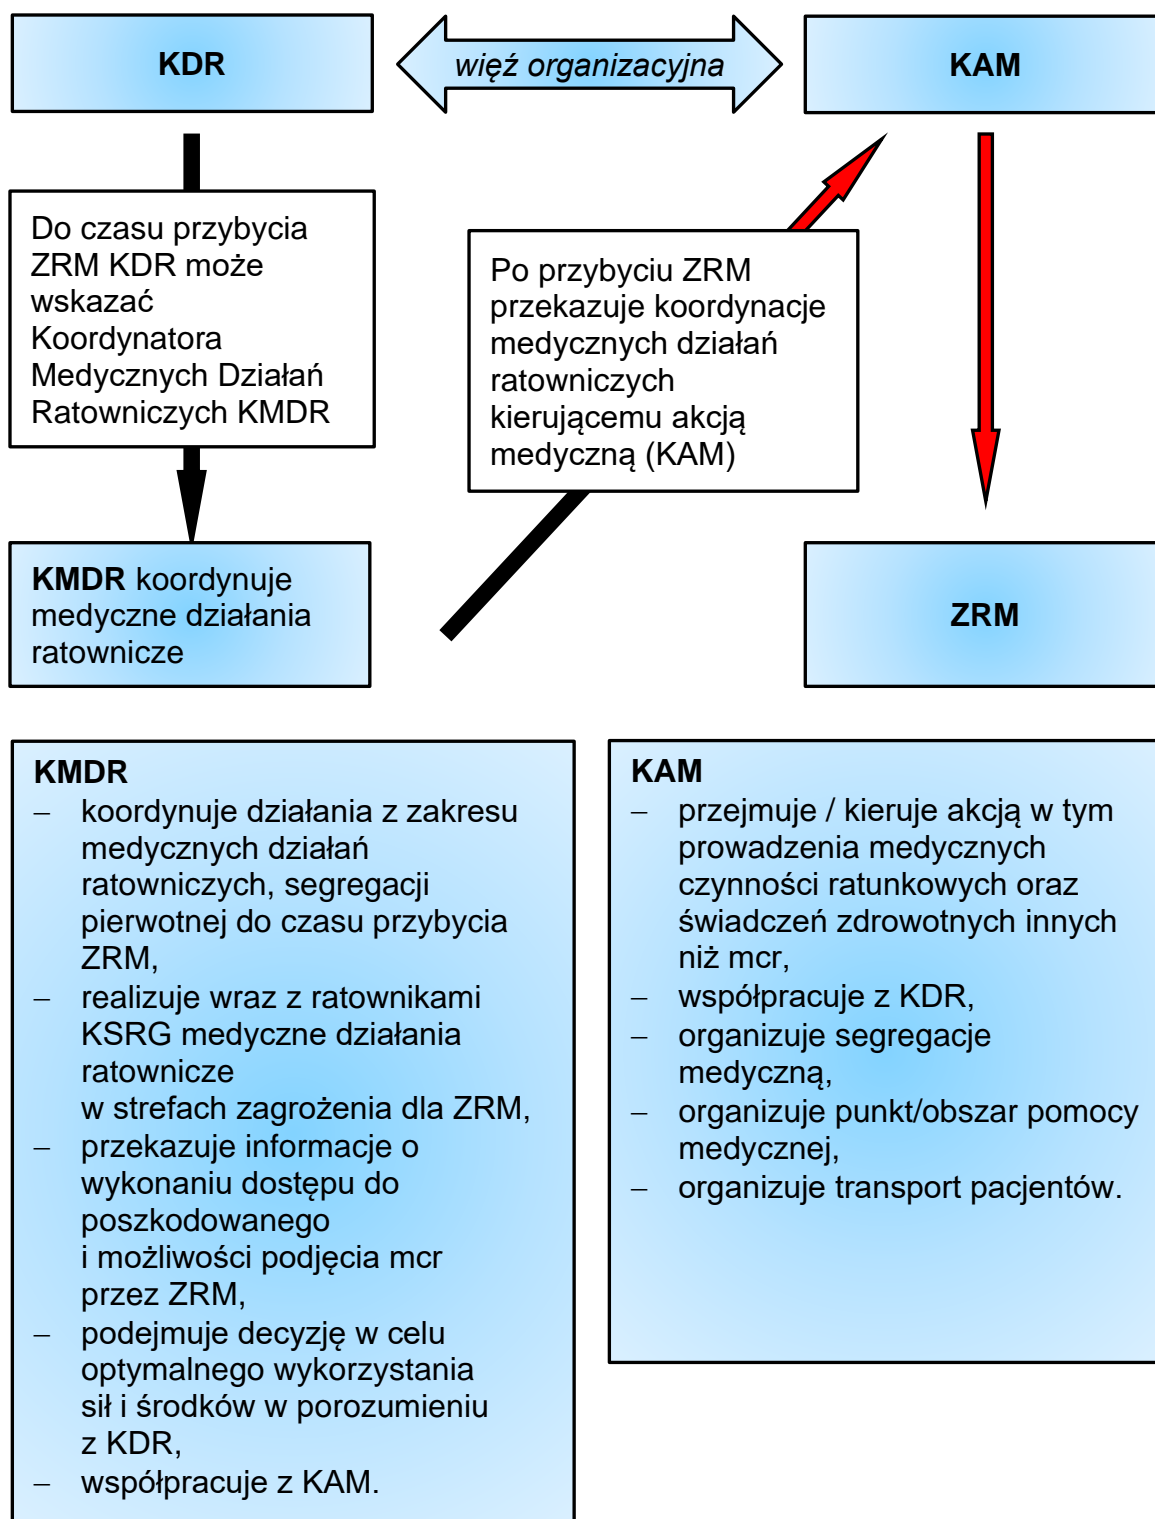 KDR
więź organizacyjna
KAM
Do czasu przybycia
ZRM KDR może
wskazać
Koordynatora
Medycznych Działań
Ratowniczych KMDR
Po przybyciu ZRM
przekazuje koordynacje
medycznych działań
ratowniczych
kierującemu akcją
medyczną (KAM)
KMDR koordynuje
medyczne działania
ratownicze
ZRM
KMDR
– koordynuje działania z zakresu
medycznych działań
ratowniczych, segregacji
pierwotnej do czasu przybycia
ZRM,
– realizuje wraz z ratownikami
KSRG medyczne działania
ratownicze
w strefach zagrożenia dla ZRM,
– przekazuje informacje o
wykonaniu dostępu do
poszkodowanego
i możliwości podjęcia mcr
przez ZRM,
– podejmuje decyzję w celu
optymalnego wykorzystania
sił i środków w porozumieniu
z KDR,
– współpracuje z KAM.
KAM
– przejmuje / kieruje akcją w tym
prowadzenia medycznych
czynności ratunkowych oraz
świadczeń zdrowotnych innych
niż mcr,
– współpracuje z KDR,
– organizuje segregacje
medyczną,
– organizuje punkt/obszar pomocy
medycznej,
– organizuje transport pacjentów.